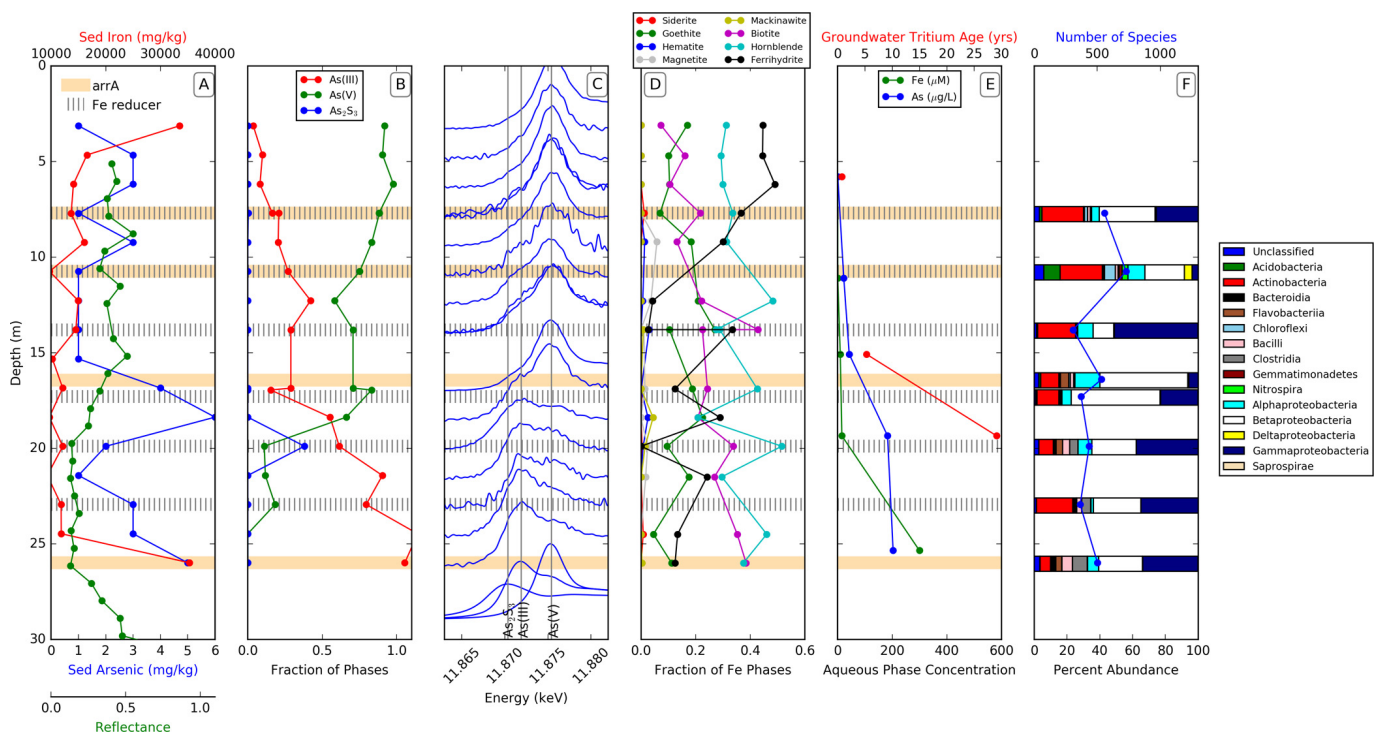 Siderite
Goethite
Hematite
Magnetite
Mackinawite
Biotite
Hornblende
Ferrihydrite
Sed Iron (mg/kg)
10000 20000 30000 40000
Groundwater Tritium Age (yrs)
0 5 10 15 20 25 30
Number of Species
0 500 1000
A
arrA
Fe reducer
B
As(III)
As(V)
As₂S₃
C
D
E
Fe (μM)
As (μg/L)
F
Depth (m)
0
5
10
15
20
25
30
As₂S₃
As(III)
As(V)
Unclassified
Acidobacteria
Actinobacteria
Bacteroidia
Flavobacteriia
Chloroflexi
Bacilli
Clostridia
Gemmatimonadetes
Nitrospira
Alphaproteobacteria
Betaproteobacteria
Deltaproteobacteria
Gammaproteobacteria
Saprospirae
0 1 2 3 4 5 6
Sed Arsenic (mg/kg)
0.0 0.5 1.0
Reflectance
0.0 0.5 1.0
Fraction of Phases
11.865 11.870 11.875 11.880
Energy (keV)
0.0 0.2 0.4 0.6
Fraction of Fe Phases
0 200 400 600
Aqueous Phase Concentration
0 20 40 60 80 100
Percent Abundance